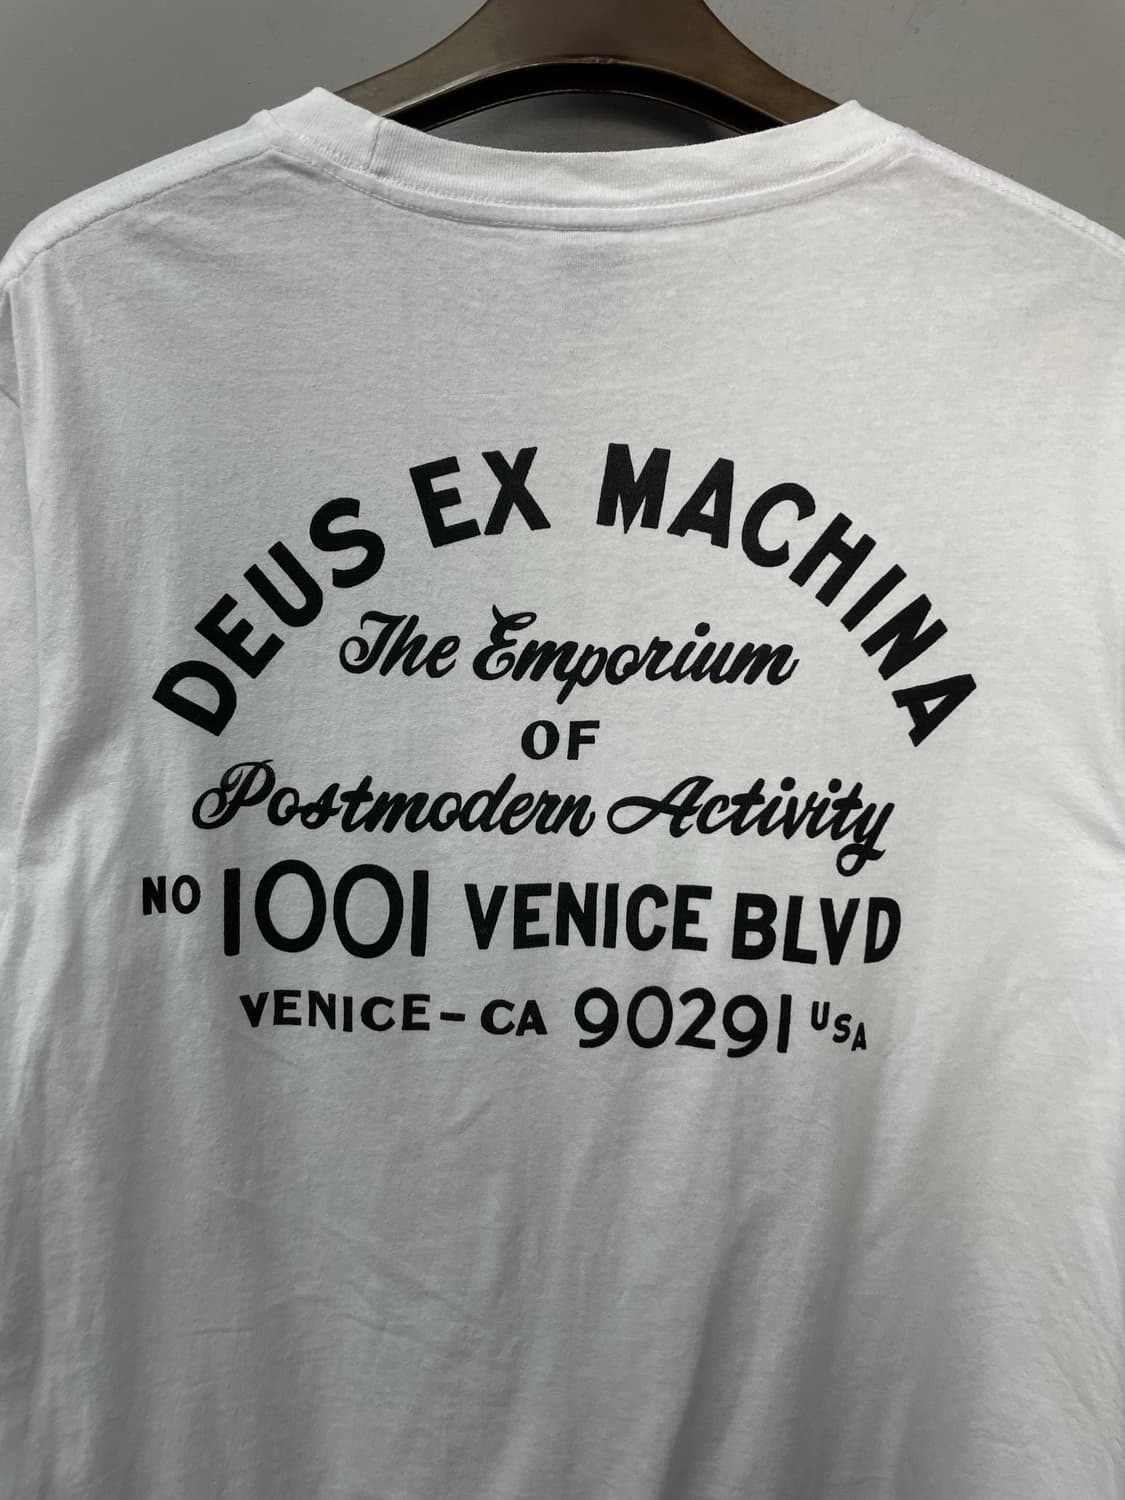 DEUS EX MACHINA
The Emporium
OF
Postmodern Activity
NO 1001 VENICE BLVD
VENICE - CA 90291 USA